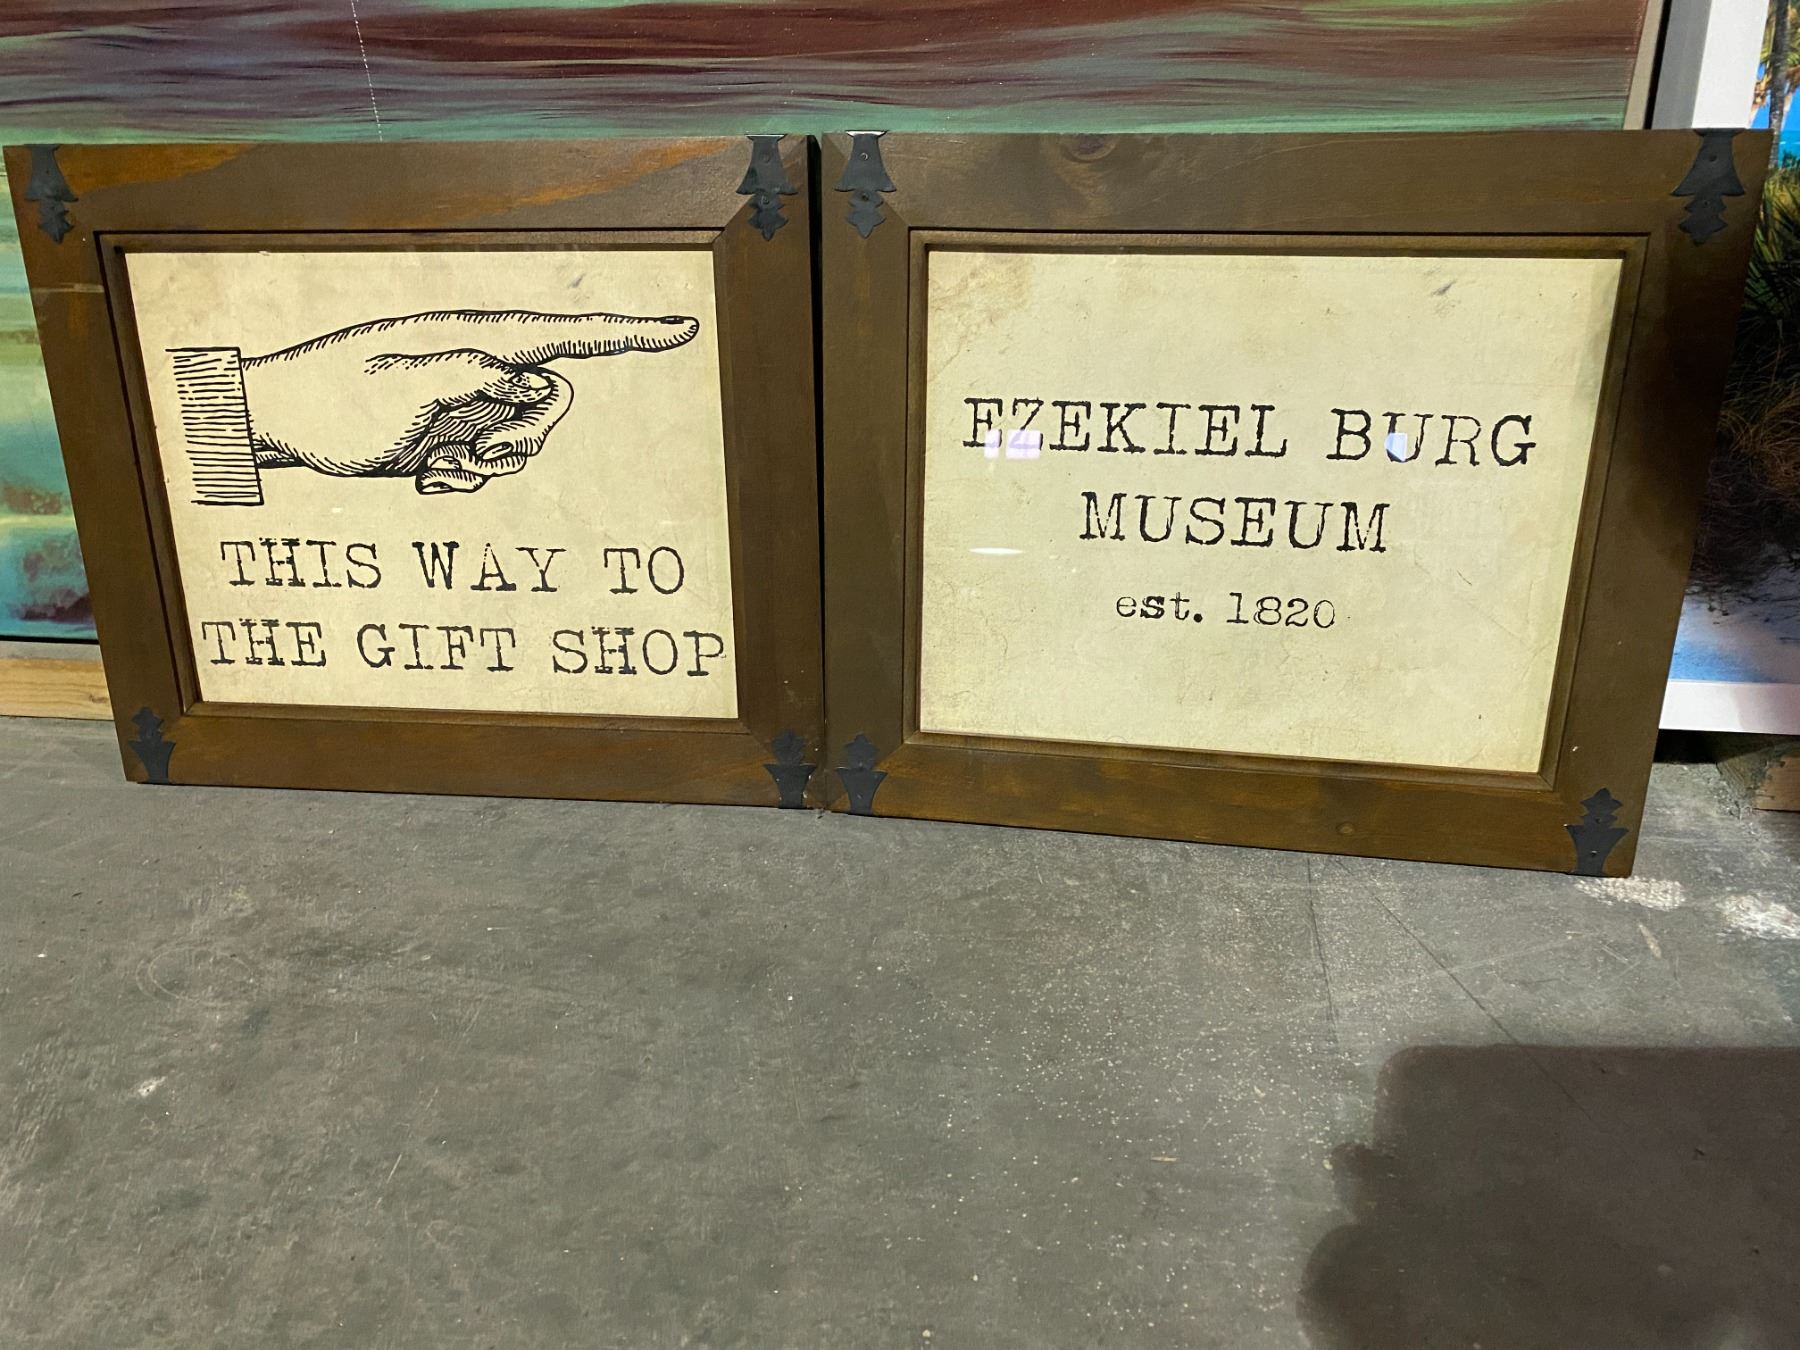 THIS WAY TO
THE GIFT SHOP
EZEKIEL BURG
MUSEUM
est. 1820